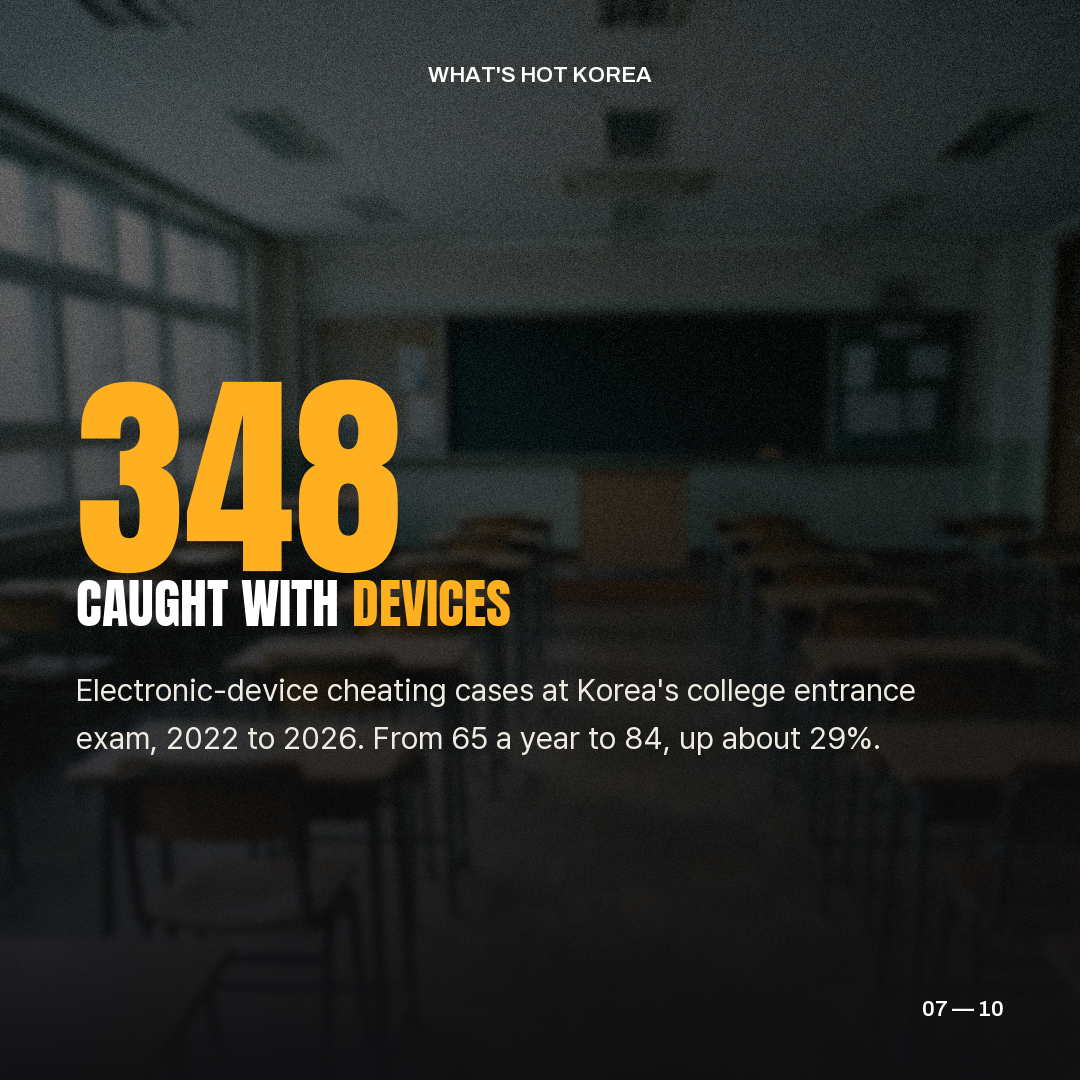 WHAT'S HOT KOREA
348
CAUGHT WITH DEVICES
Electronic-device cheating cases at Korea's college entrance
exam, 2022 to 2026. From 65 a year to 84, up about 29%.
07 — 10